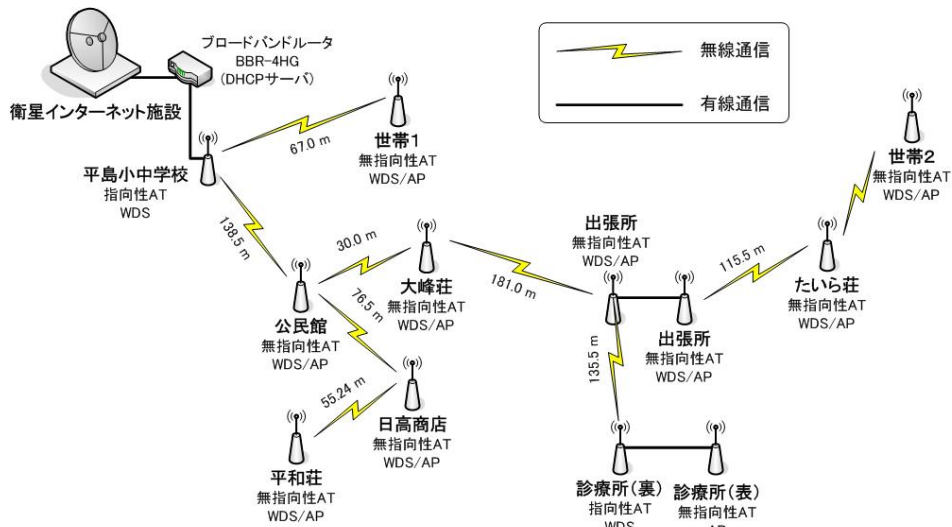 ブロードバンドルータ
BBR-4HG
(DHCPサーバ)
衛星インターネット施設
無線通信
有線通信
67.0 m
世帯1
無指向性AT
WDS/AP
世帯2
無指向性AT
WDS/AP
平島小中学校
指向性AT
WDS
138.5 m
30.0 m
大峰荘
無指向性AT
WDS/AP
181.0 m
出張所
無指向性AT
WDS/AP
115.5 m
たいら荘
無指向性AT
WDS/AP
公民館
無指向性AT
WDS/AP
76.5 m
出張所
無指向性AT
WDS/AP
135.5 m
55.24 m
日高商店
無指向性AT
WDS/AP
平和荘
無指向性AT
WDS/AP
診療所(裏)
指向性AT
WDS
診療所(表)
無指向性AT
AP